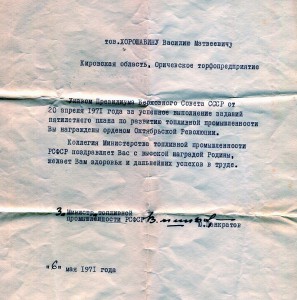 тов.ХОРОШАВИНУ Василию Матвеевичу
Кировская область, Оричевское торфопредприятие
Указом Президиума Верховного Совета СССР от
20 апреля 1971 года за успешное выполнение заданий
пятилетнего плана по развитию топливной промышленности
Вы награждены орденом Октябрьской Революции.
Коллегия Министерства топливной промышленности
РСФСР поздравляет Вас с высокой наградой Родины,
желает Вам здоровья и дальнейших успехов в труде.
Министр топливной
промышленности РСФСР
Панкратов
"6" мая 1971 года